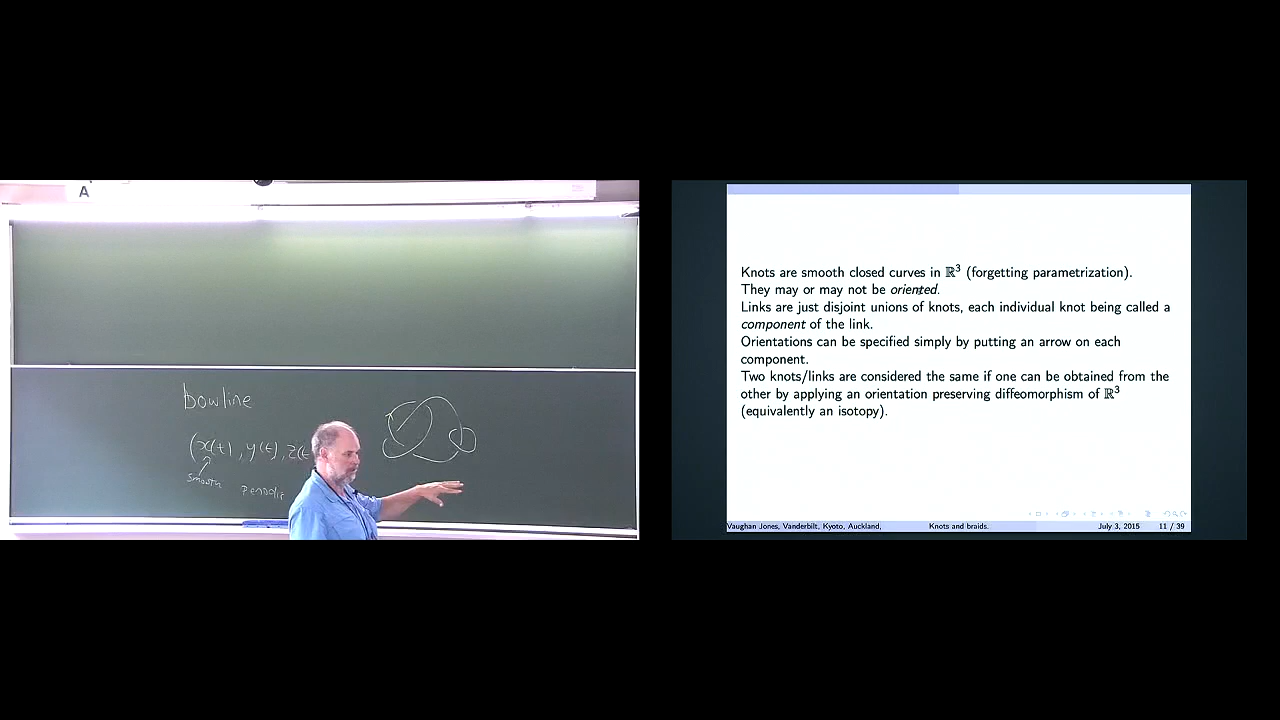 A
bowline
(x(t), y(t), z(t
smooth
periodic
Knots are smooth closed curves in ℝ³ (forgetting parametrization).
They may or may not be oriented.
Links are just disjoint unions of knots, each individual knot being called a
component of the link.
Orientations can be specified simply by putting an arrow on each
component.
Two knots/links are considered the same if one can be obtained from the
other by applying an orientation preserving diffeomorphism of ℝ³
(equivalently an isotopy).
Vaughan Jones, Vanderbilt, Kyoto, Auckland,
Knots and braids.
July 3, 2015
11 / 39